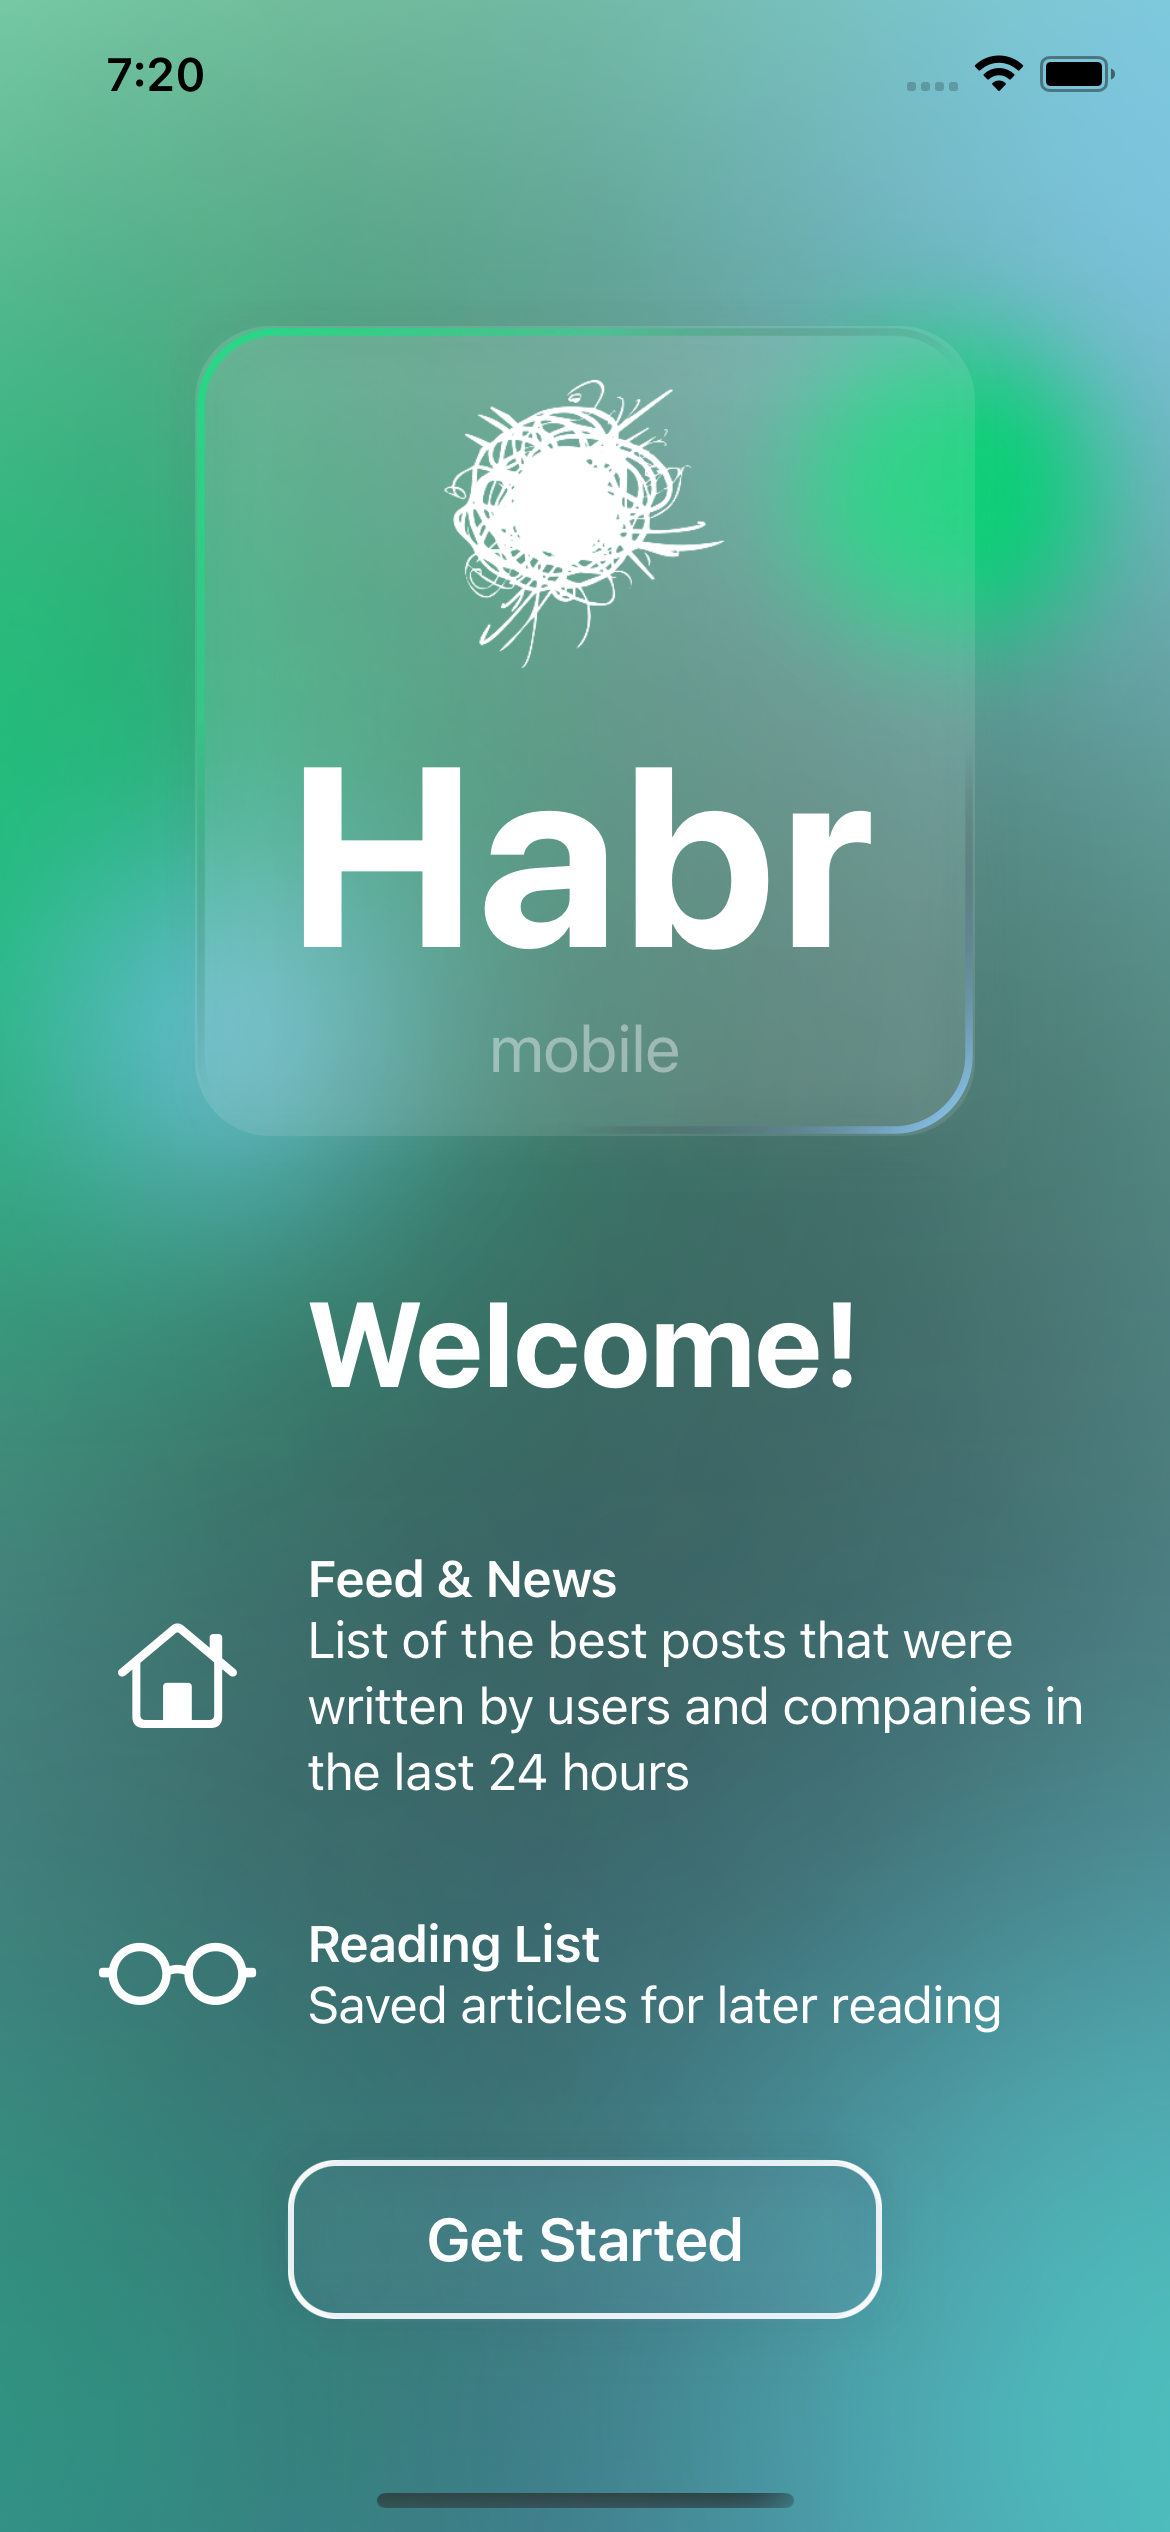 7:20
Habr
mobile
Welcome!
Feed & News
List of the best posts that were
written by users and companies in
the last 24 hours
Reading List
Saved articles for later reading
Get Started